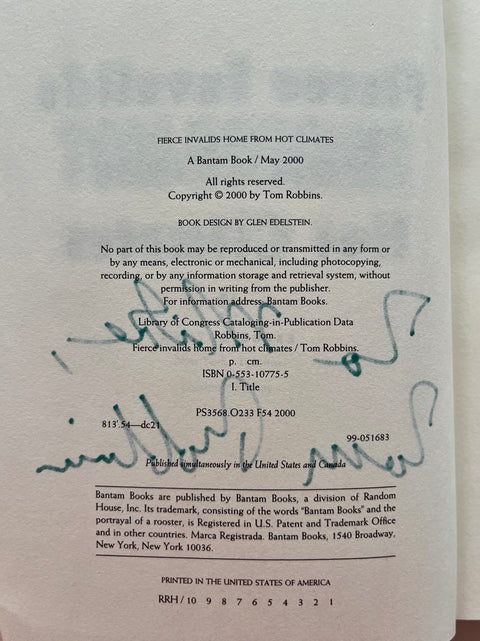 FIERCE INVALIDS HOME FROM HOT CLIMATES
A Bantam Book / May 2000
All rights reserved.
Copyright © 2000 by Tom Robbins.
BOOK DESIGN BY GLEN EDELSTEIN.
No part of this book may be reproduced or transmitted in any form or
by any means, electronic or mechanical, including photocopying,
recording, or by any information storage and retrieval system, without
permission in writing from the publisher.
For information address: Bantam Books.
Library of Congress Cataloging-in-Publication Data
Robbins, Tom.
Fierce invalids home from hot climates / Tom Robbins.
p. cm.
ISBN 0-553-10775-5
I. Title
PS3568.O233 F54 2000
813'.54—dc21
99-051683
Published simultaneously in the United States and Canada
Bantam Books are published by Bantam Books, a division of Random
House, Inc. Its trademark, consisting of the words "Bantam Books" and the
portrayal of a rooster, is Registered in U.S. Patent and Trademark Office
and in other countries. Marca Registrada. Bantam Books, 1540 Broadway,
New York, New York 10036.
PRINTED IN THE UNITED STATES OF AMERICA
RRH / 10 9 8 7 6 5 4 3 2 1
To Mike,
Tom Robbins